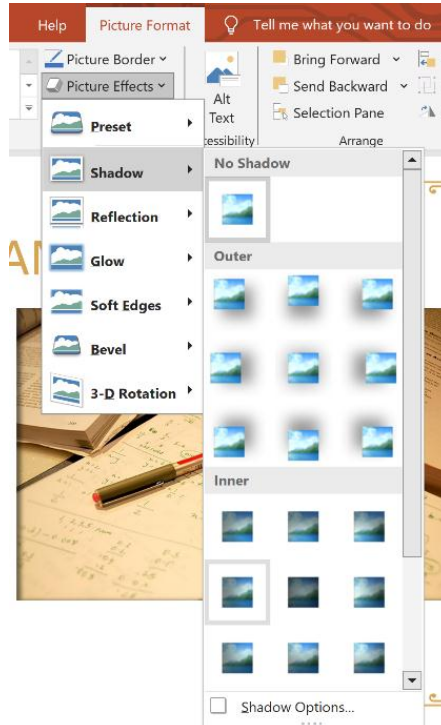 Help Picture Format Tell me what you want to do
Picture Border
Picture Effects
Bring Forward
Send Backward
Selection Pane
Alt
Text
cessibility
Arrange
Preset
Shadow
Reflection
Glow
Soft Edges
Bevel
3-D Rotation
No Shadow
Outer
Inner
Shadow Options...